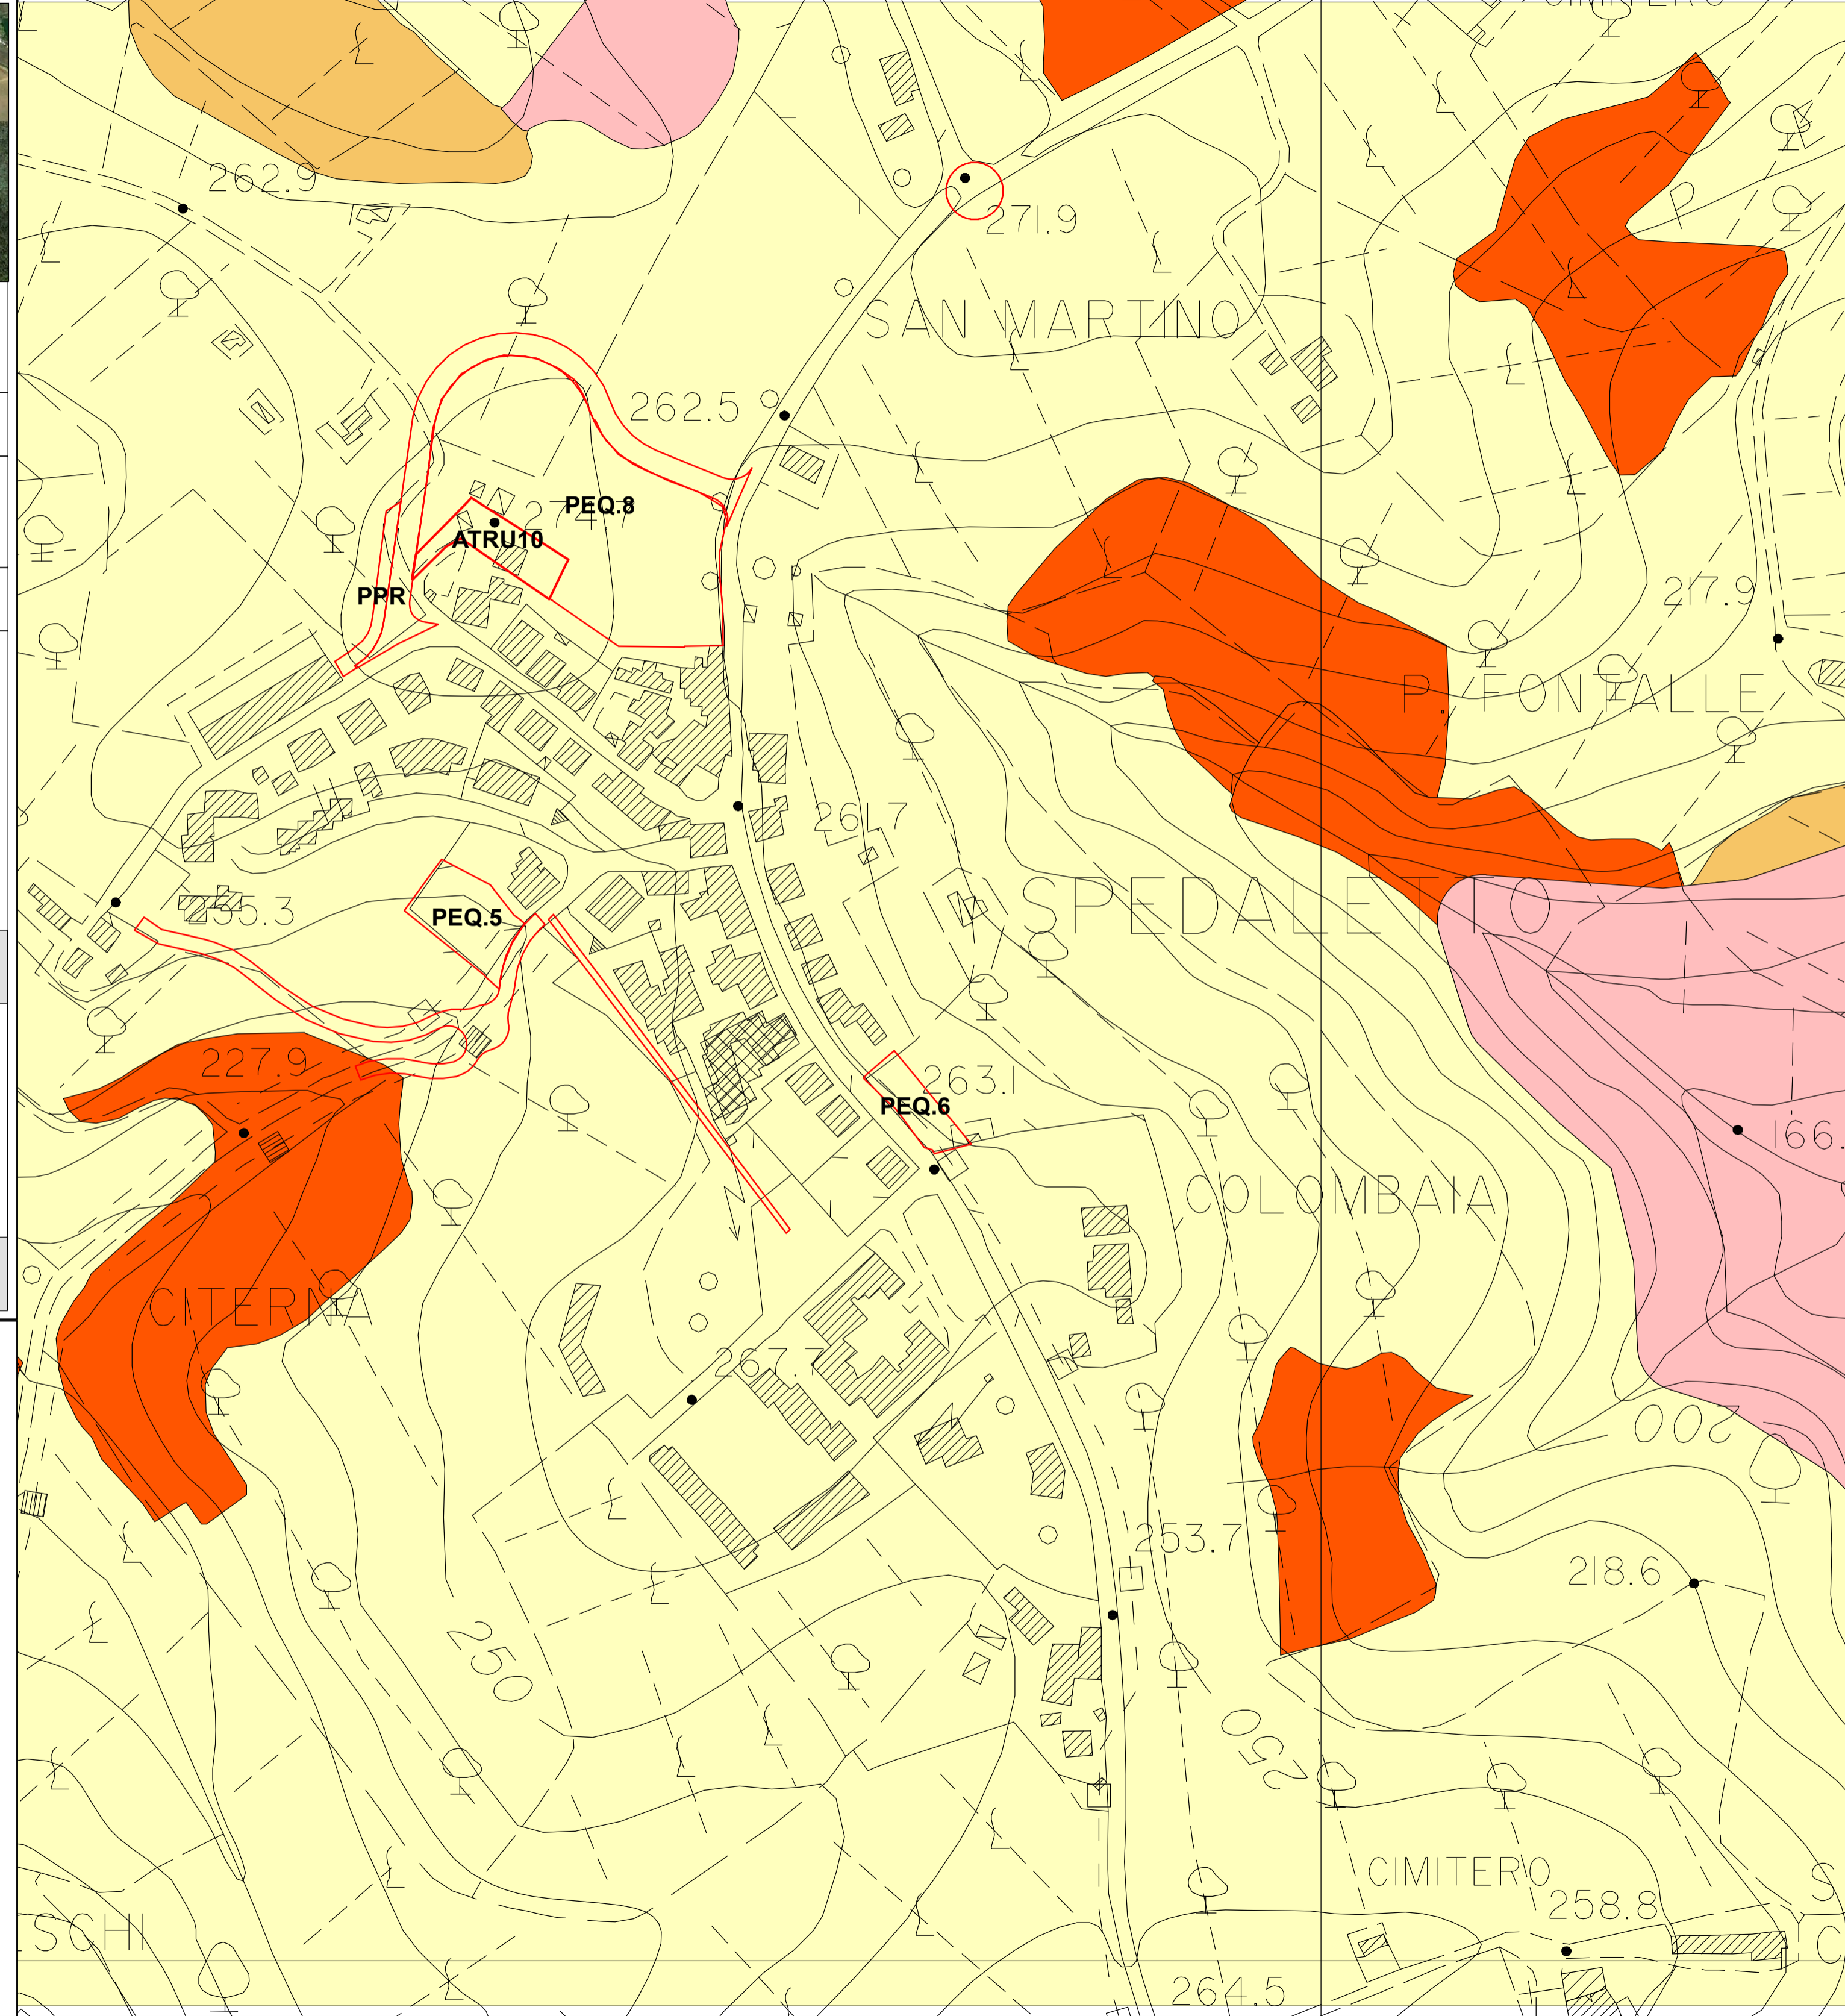 262.9
271.9
SAN MARTINO
262.5
PEQ.8
ATRU10
PPR
217.9
P. FONTALLE
261.7
SPEDALETTO
PEQ.5
227.9
263.1
PEQ.6
166.
COLOMBAIA
CITERNA
267.7
200
253.7
218.6
250
250
CIMITERO
258.8
SCHI
264.5